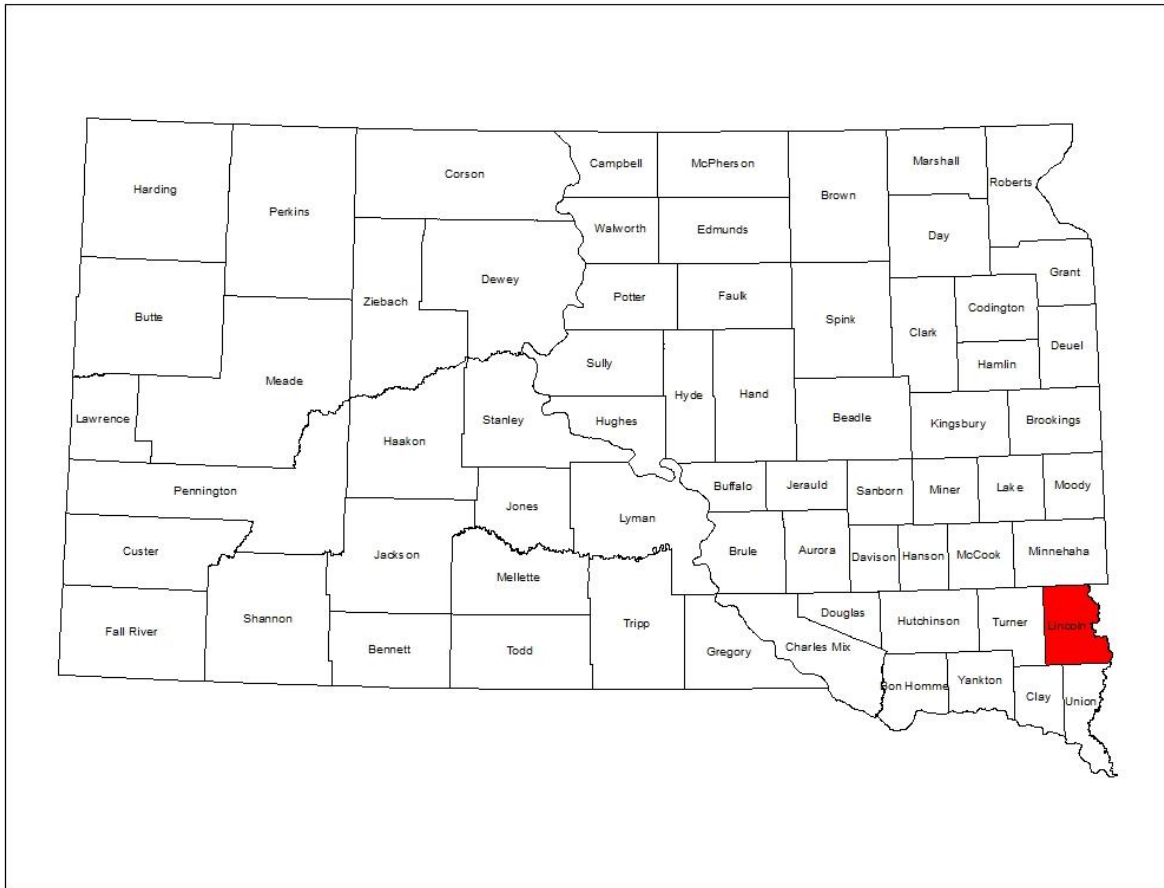 Harding
Perkins
Corson
Campbell
McPherson
Brown
Marshall
Roberts
Walworth
Edmunds
Day
Grant
Butte
Ziebach
Dewey
Potter
Faulk
Spink
Clark
Codington
Deuel
Hamlin
Meade
Sully
Hyde
Hand
Lawrence
Stanley
Hughes
Beadle
Kingsbury
Brookings
Haakon
Pennington
Jones
Lyman
Buffalo
Jerauld
Sanborn
Miner
Lake
Moody
Custer
Jackson
Mellette
Brule
Aurora
Davison
Hanson
McCook
Minnehaha
Fall River
Shannon
Bennett
Todd
Tripp
Gregory
Charles Mix
Douglas
Hutchinson
Turner
Lincoln
Bon Homme
Yankton
Clay
Union